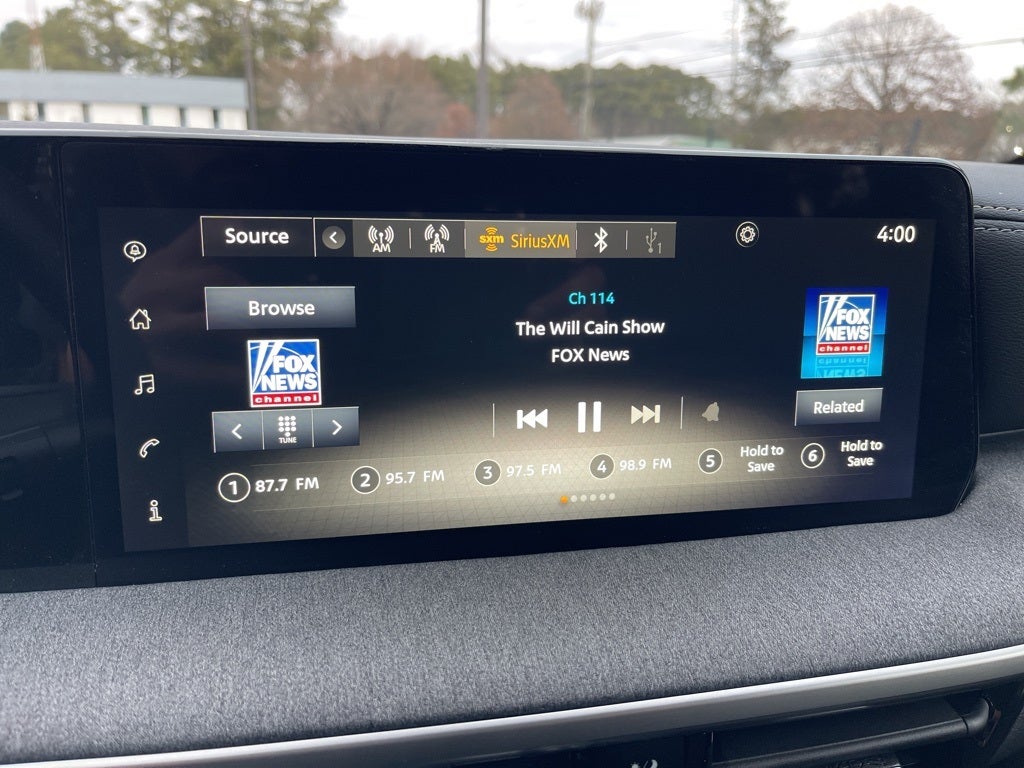 Source
AM
FM
sxm SiriusXM
1
4:00
Browse
Ch 114
The Will Cain Show
FOX News
FOX
NEWS
channel
FOX
NEWS
channel
TUNE
Related
1 87.7 FM
2 95.7 FM
3 97.5 FM
4 98.9 FM
5 Hold to
Save
6 Hold to
Save